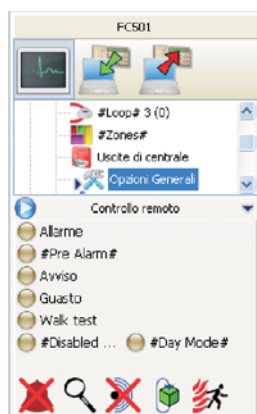 FC501
#Loop# 3 (0)
#Zones#
Uscite di centrale
Opzioni Generali
Controllo remoto
Allarme
#Pre Alarm#
Avviso
Guasto
Walk test
#Disabled ... #Day Mode#